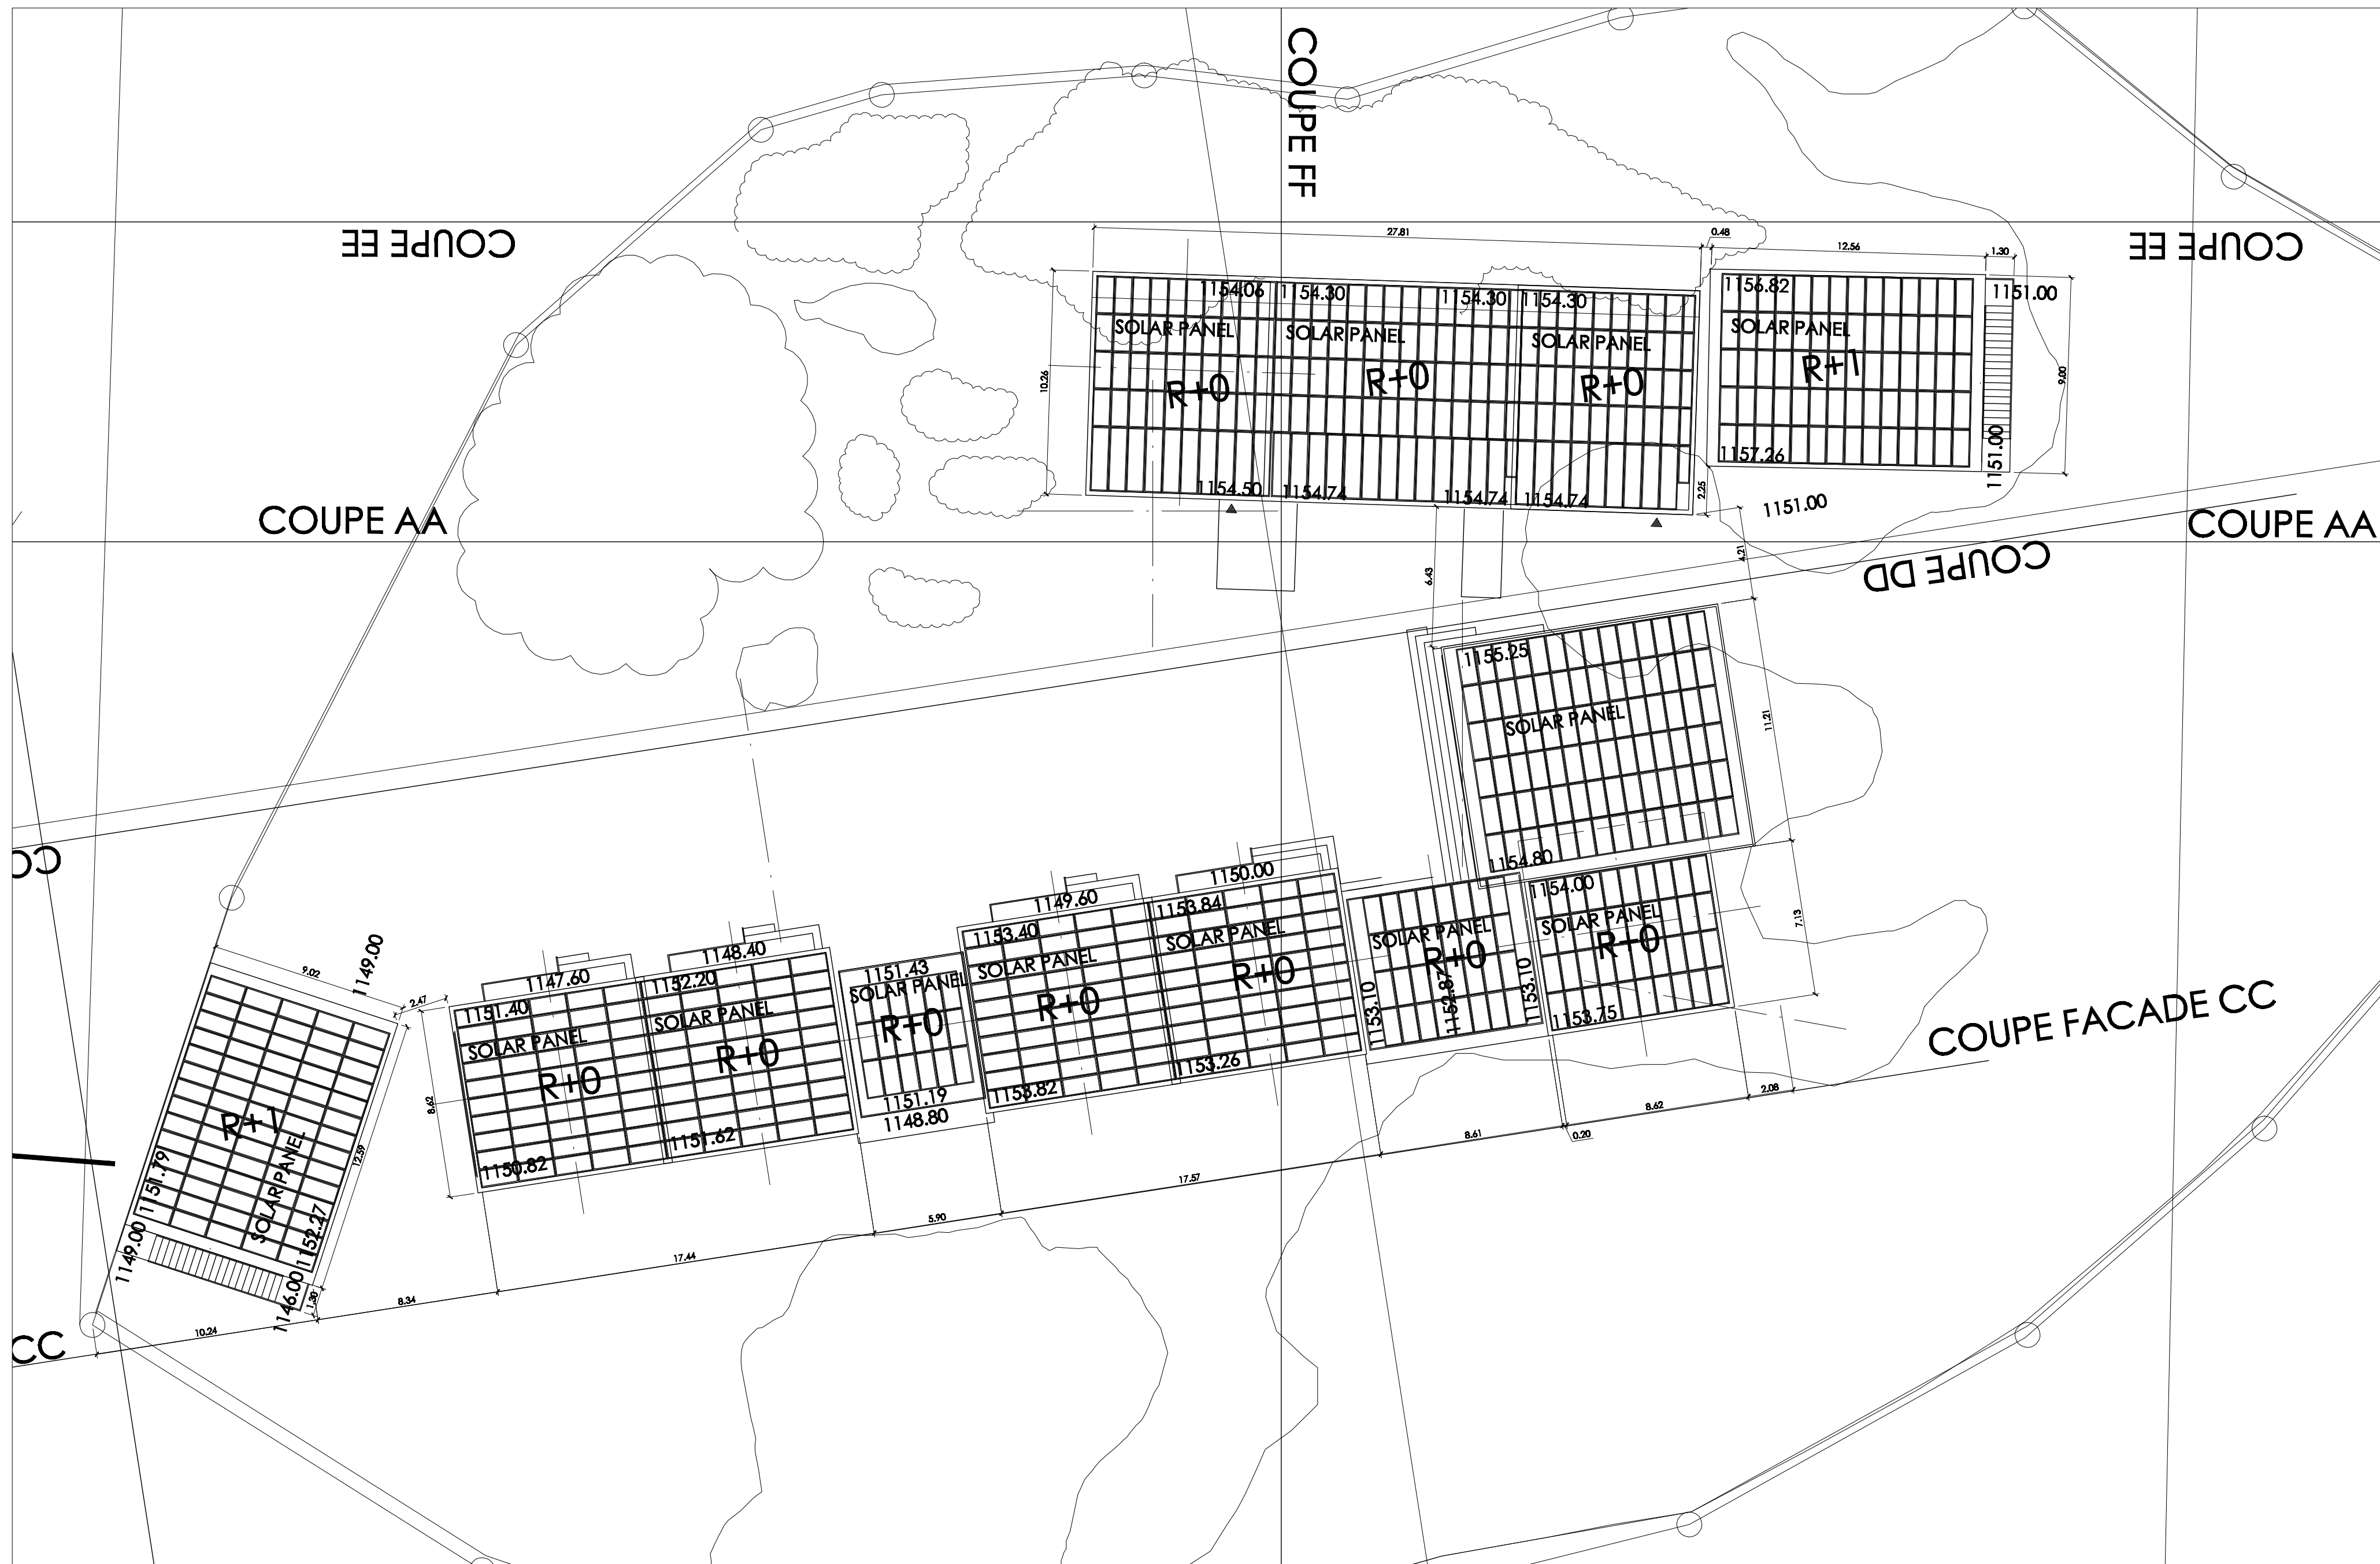 COUPE FF
COUPE EE
COUPE EE
27.81
0.48
12.56
1.30
1154.06
1154.30
1154.30
1154.30
1156.82
1151.00
SOLAR PANEL
SOLAR PANEL
SOLAR PANEL
SOLAR PANEL
R+0
R+0
R+0
R+1
10.26
9.00
1157.26
1151.00
1154.50
1154.74
1154.74
1154.74
2.25
1151.00
COUPE AA
COUPE AA
COUPE DD
4.21
6.43
1155.25
SOLAR PANEL
11.21
1154.80
1154.00
SOLAR PANEL
R+0
7.13
1153.75
CC
1150.00
1149.60
1153.84
1153.40
SOLAR PANEL
SOLAR PANEL
R+0
R+0
1153.26
1153.82
SOLAR PANEL
R+0
1153.10
1152.87
1153.10
1148.40
1147.60
1152.20
1151.40
SOLAR PANEL
SOLAR PANEL
R+0
R+0
1151.62
1150.82
8.62
1151.43
SOLAR PANEL
R+0
1151.19
1148.80
9.02
1149.00
2.47
R+1
SOLAR PANEL
12.59
1151.79
1152.27
1149.00
1146.00
1.30
COUPE FACADE CC
2.08
8.62
0.20
8.61
17.57
5.90
17.44
8.34
10.24
CC